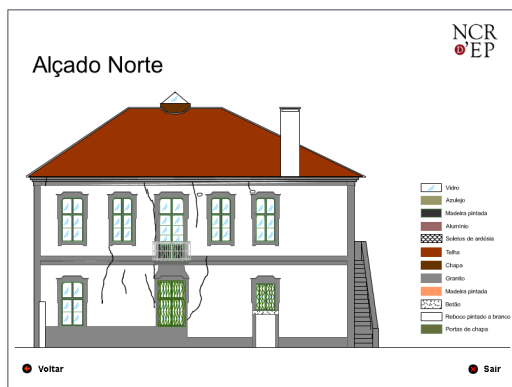 NCR
D'EP
Alçado Norte
Vidro
Azulejo
Madeira pintada
Alumínio
Soletos de ardósia
Telha
Chapa
Granito
Madeira pintada
Betão
Reboco pintado a branco
Portas de chapa
Voltar
Sair